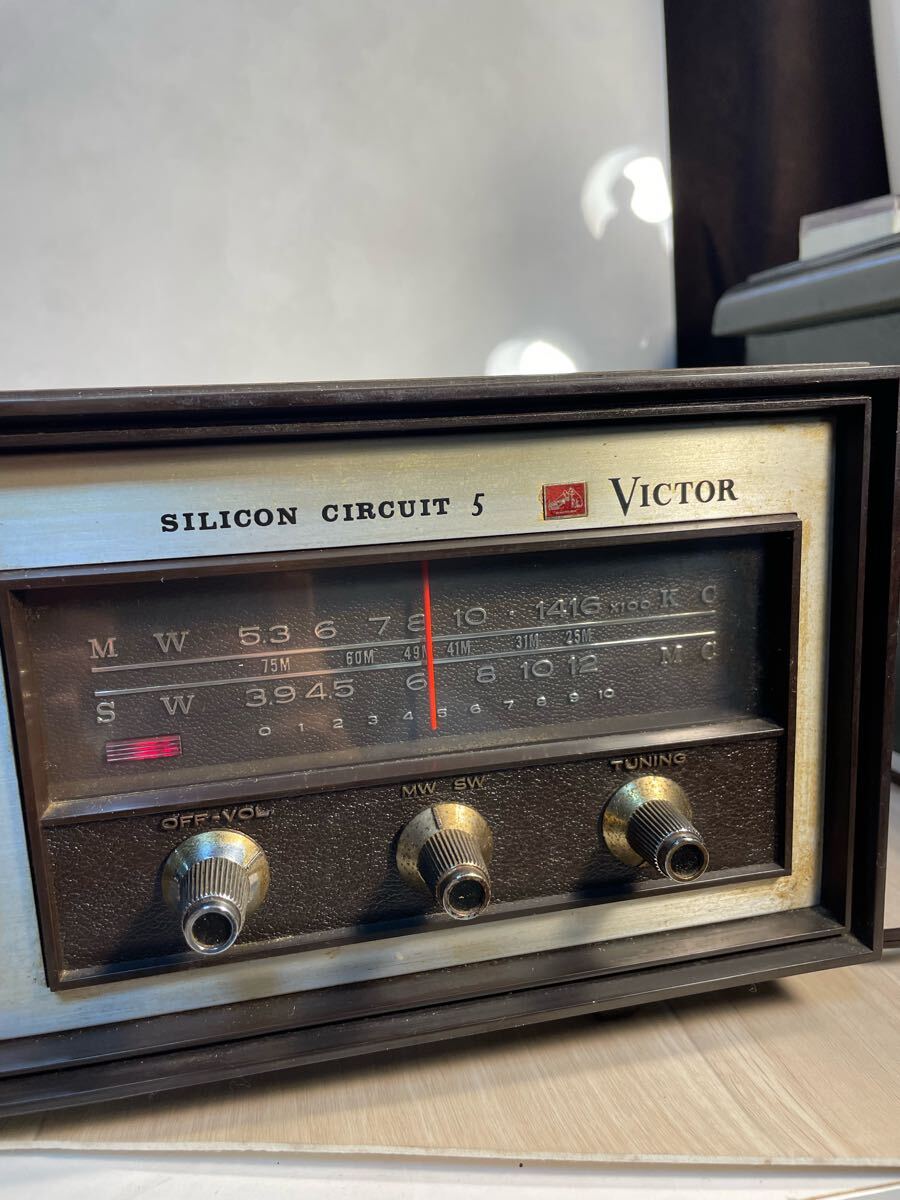 SILICON CIRCUIT 5 VICTOR
M W 5.3 6 7 8 10 · 14 16 X100 K C
75M 60M 49M 41M 31M 25M
S W 3.9 4.5 6 8 10 12 M C
0 1 2 3 4 5 6 7 8 9 10
OFF-VOL MW SW TUNING